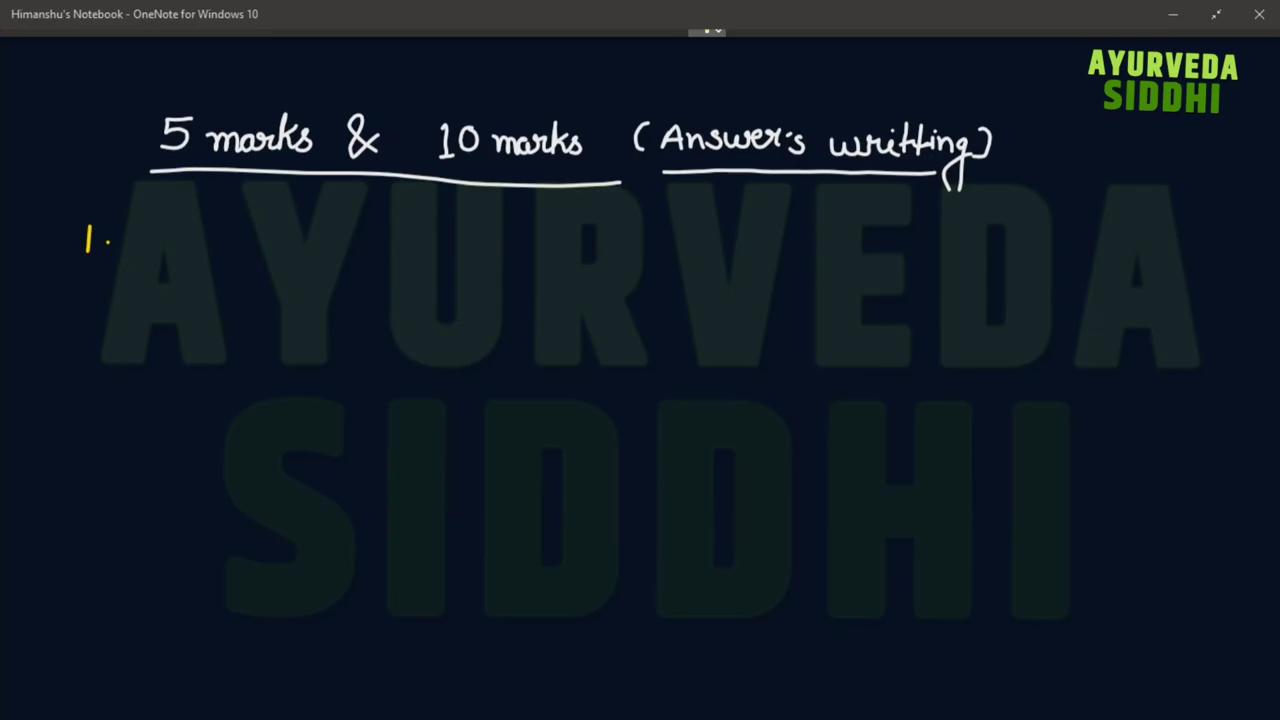 Himanshu's Notebook - OneNote for Windows 10
AYURVEDA
SIDDHI
5 marks & 10 marks (Answer's writting)
1.
AYURVEDA
SIDDHI